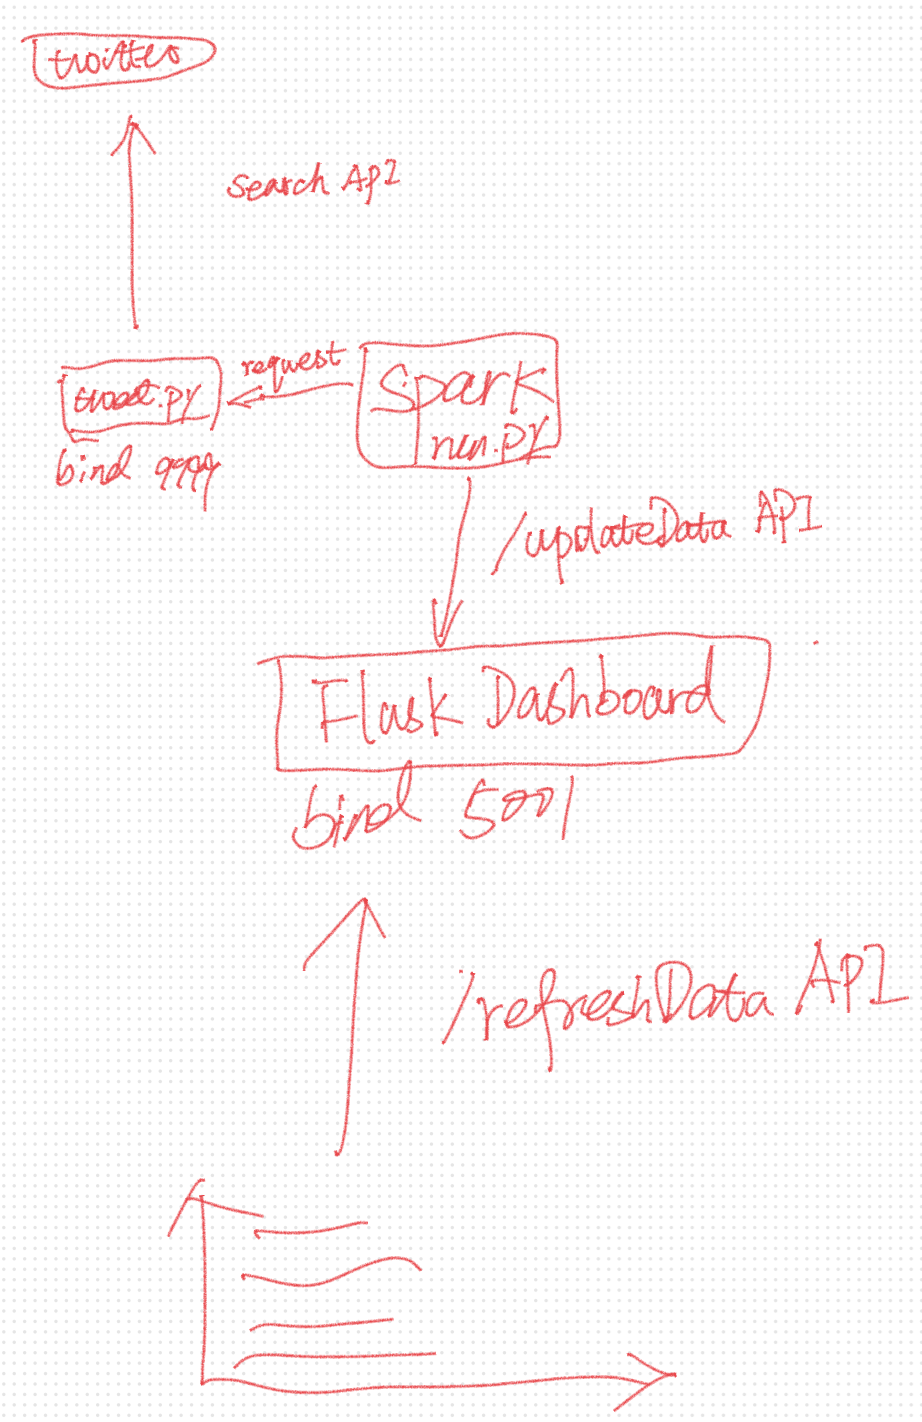 twitter
search API
tweet.py
request
Spark
run.py
bind 9999
/updateData API
Flask Dashboard
bind 5001
/refreshData API